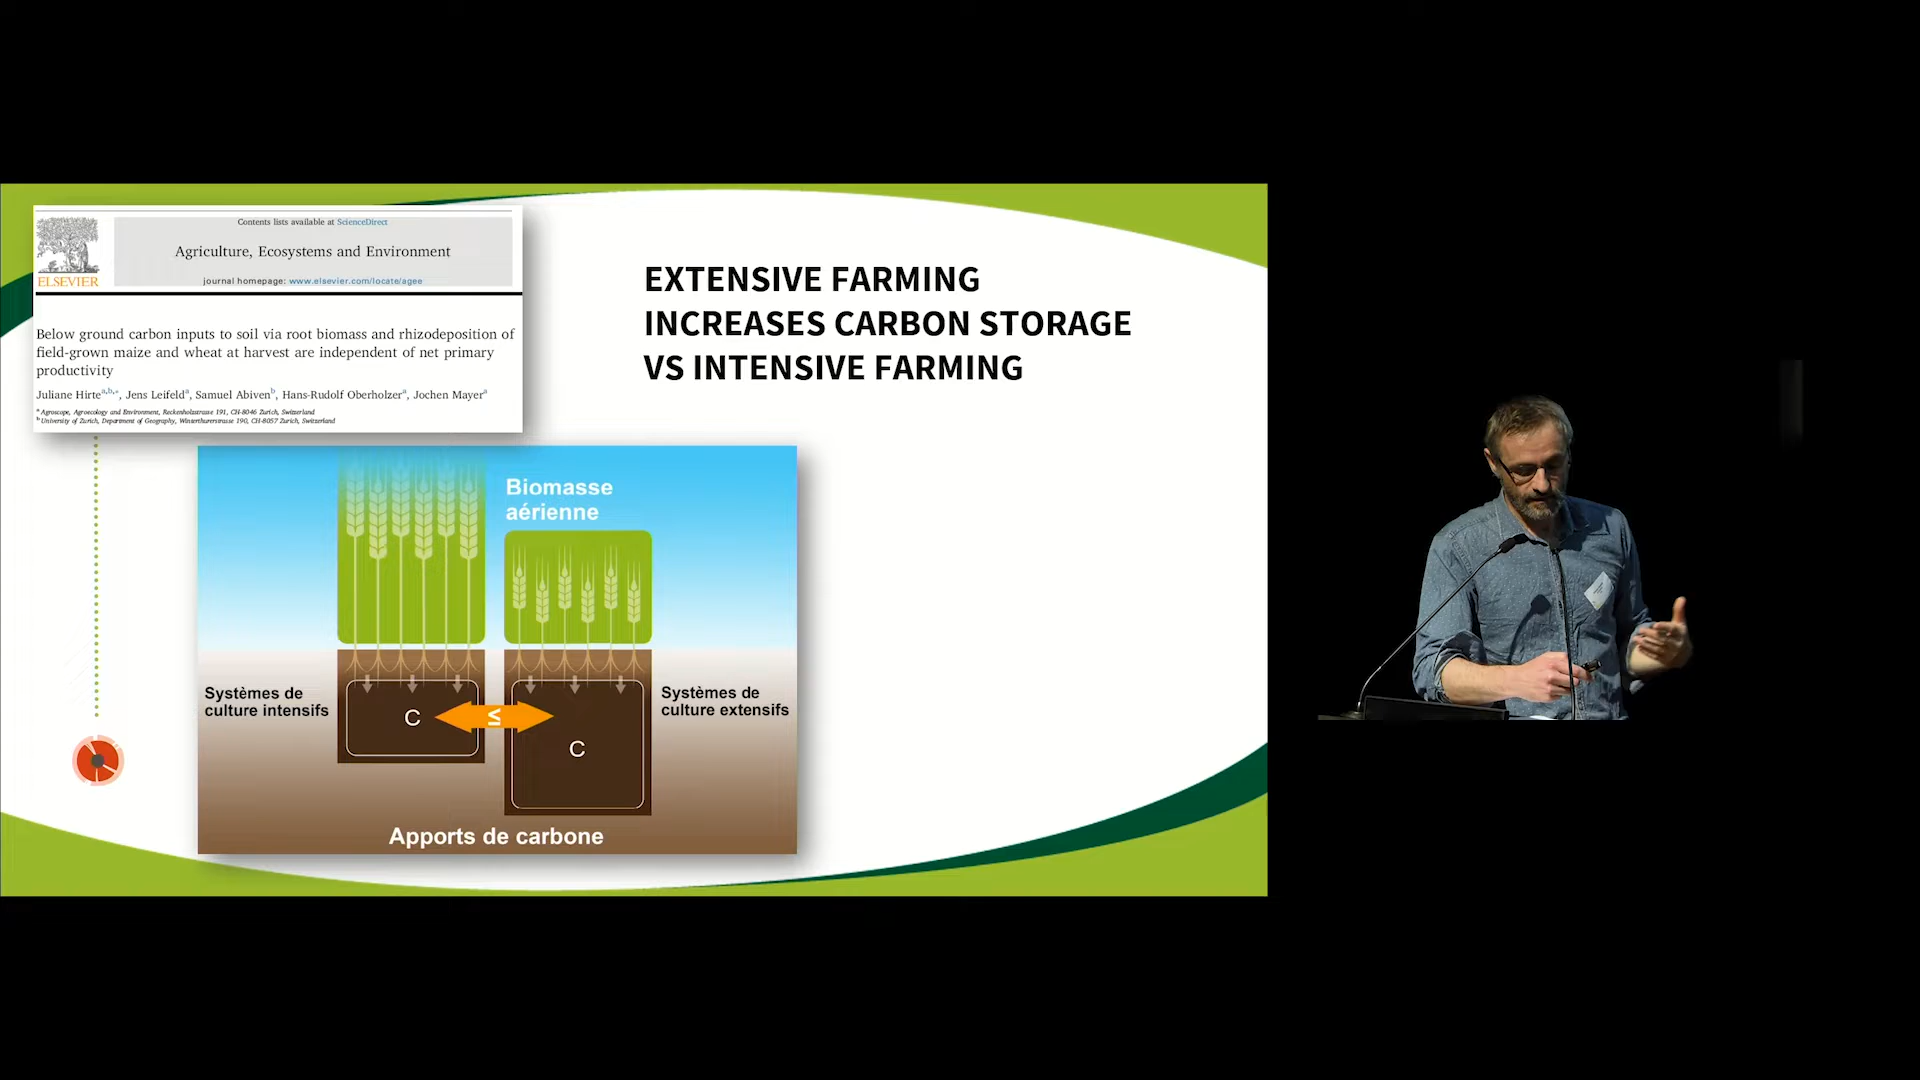 Contents lists available at ScienceDirect
Agriculture, Ecosystems and Environment
ELSEVIER
journal homepage: www.elsevier.com/locate/agee
Below ground carbon inputs to soil via root biomass and rhizodeposition of
field-grown maize and wheat at harvest are independent of net primary
productivity
Juliane Hirte a,b,*, Jens Leifeld a, Samuel Abiven b, Hans-Rudolf Oberholzer a, Jochen Mayer a
a Agroscope, Agroecology and Environment, Reckenholzstrasse 191, CH-8046 Zurich, Switzerland
b University of Zurich, Department of Geography, Winterthurerstrasse 190, CH-8057 Zurich, Switzerland
EXTENSIVE FARMING
INCREASES CARBON STORAGE
VS INTENSIVE FARMING
Biomasse
aérienne
Systèmes de
culture intensifs
C
≤
C
Systèmes de
culture extensifs
Apports de carbone